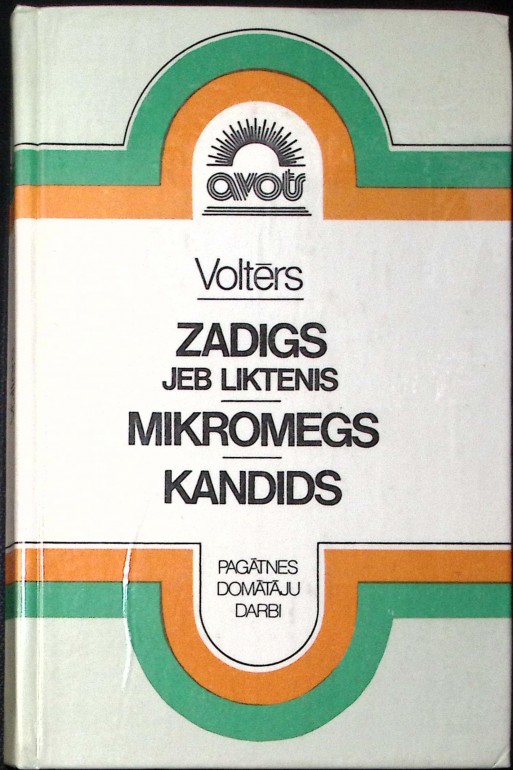 avots
Voltērs
ZADIGS
JEB LIKTENIS
MIKROMEGS
KANDIDS
PAGĀTNES
DOMĀTĀJU
DARBI